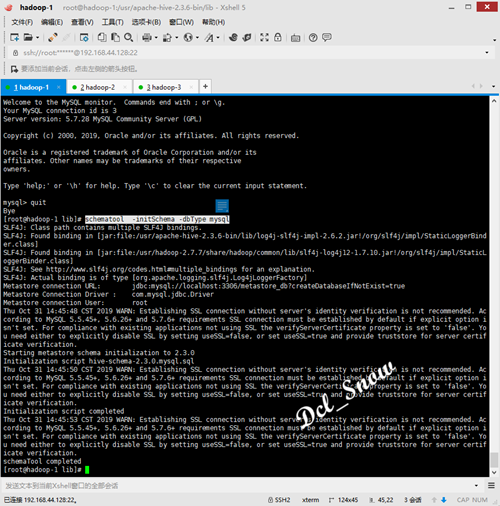 hadoop-1    root@hadoop-1:/usr/apache-hive-2.3.6-bin/lib - Xshell 5
文件(F) 编辑(E) 查看(V) 工具(T) 选项卡(B) 窗口(W) 帮助(H)
ssh://root:******@192.168.44.128:22
要添加当前会话，点击左侧的箭头按钮。
1 hadoop-1 × 2 hadoop-2 × 3 hadoop-3 × +
Welcome to the MySQL monitor.  Commands end with ; or \g.
Your MySQL connection id is 3
Server version: 5.7.28 MySQL Community Server (GPL)
Copyright (c) 2000, 2019, Oracle and/or its affiliates. All rights reserved.
Oracle is a registered trademark of Oracle Corporation and/or its
affiliates. Other names may be trademarks of their respective
owners.
Type 'help;' or '\h' for help. Type '\c' to clear the current input statement.
mysql> quit
Bye
[root@hadoop-1 lib]# schematool  -initSchema -dbType mysql
SLF4J: Class path contains multiple SLF4J bindings.
SLF4J: Found binding in [jar:file:/usr/apache-hive-2.3.6-bin/lib/log4j-slf4j-impl-2.6.2.jar!/org/slf4j/impl/StaticLoggerBind
er.class]
SLF4J: Found binding in [jar:file:/usr/hadoop-2.7.7/share/hadoop/common/lib/slf4j-log4j12-1.7.10.jar!/org/slf4j/impl/StaticL
oggerBinder.class]
SLF4J: See http://www.slf4j.org/codes.html#multiple_bindings for an explanation.
SLF4J: Actual binding is of type [org.apache.logging.slf4j.Log4jLoggerFactory]
Metastore connection URL:        jdbc:mysql://localhost:3306/metastore_db?createDatabaseIfNotExist=true
Metastore Connection Driver :    com.mysql.jdbc.Driver
Metastore connection User:       root
Thu Oct 31 14:45:48 CST 2019 WARN: Establishing SSL connection without server's identity verification is not recommended. Ac
cording to MySQL 5.5.45+, 5.6.26+ and 5.7.6+ requirements SSL connection must be established by default if explicit option i
sn't set. For compliance with existing applications not using SSL the verifyServerCertificate property is set to 'false'. Yo
u need either to explicitly disable SSL by setting useSSL=false, or set useSSL=true and provide truststore for server certif
icate verification.
Starting metastore schema initialization to 2.3.0
Initialization script hive-schema-2.3.0.mysql.sql
Thu Oct 31 14:45:50 CST 2019 WARN: Establishing SSL connection without server's identity verification is not recommended. Ac
cording to MySQL 5.5.45+, 5.6.26+ and 5.7.6+ requirements SSL connection must be established by default if explicit option i
sn't set. For compliance with existing applications not using SSL the verifyServerCertificate property is set to 'false'. Yo
u need either to explicitly disable SSL by setting useSSL=false, or set useSSL=true and provide truststore for server certif
icate verification.
Initialization script completed
Thu Oct 31 14:45:53 CST 2019 WARN: Establishing SSL connection without server's identity verification is not recommended. Ac
cording to MySQL 5.5.45+, 5.6.26+ and 5.7.6+ requirements SSL connection must be established by default if explicit option i
sn't set. For compliance with existing applications not using SSL the verifyServerCertificate property is set to 'false'. Yo
u need either to explicitly disable SSL by setting useSSL=false, or set useSSL=true and provide truststore for server certif
icate verification.
schemaTool completed
[root@hadoop-1 lib]#
Dcl_Snow
发送文本到当前Xshell窗口的全部会话
已连接 192.168.44.128:22。 SSH2 xterm 124x45 45,22 3 会话 CAP NUM